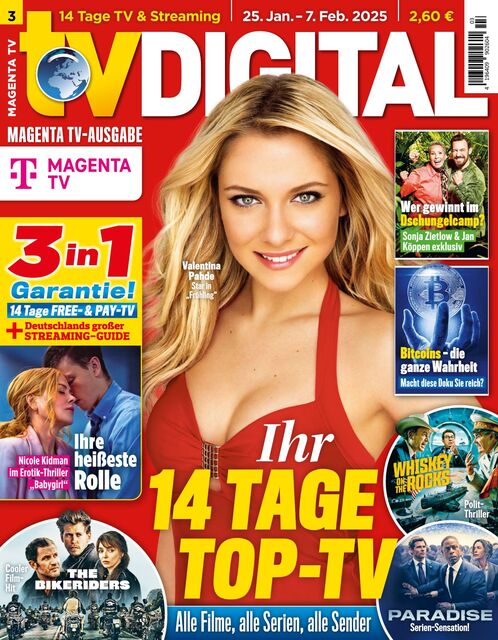 3
14 Tage TV & Streaming
25. Jan.– 7. Feb. 2025
2,60 €
MAGENTA TV
tv DIGITAL
03
4 196409 902604
MAGENTA TV-AUSGABE
T MAGENTA
TV
3 in 1
Garantie!
14 Tage FREE- & PAY-TV
+ Deutschlands großer
STREAMING-GUIDE
Valentina
Pahde
Star in
„Frühling“
Wer gewinnt im
Dschungelcamp?
Sonja Zietlow & Jan
Köppen exklusiv
Bitcoins – die
ganze Wahrheit
Macht diese Doku Sie reich?
Nicole Kidman
im Erotik-Thriller
„Babygirl“
Ihre
heißeste
Rolle
Ihr
14 TAGE
TOP-TV
Alle Filme, alle Serien, alle Sender
WHISKEY
ON THE
ROCKS
Polit-
Thriller
Cooler
Film-
Hit
THE
BIKERIDERS
PARADISE
Serien-Sensation!